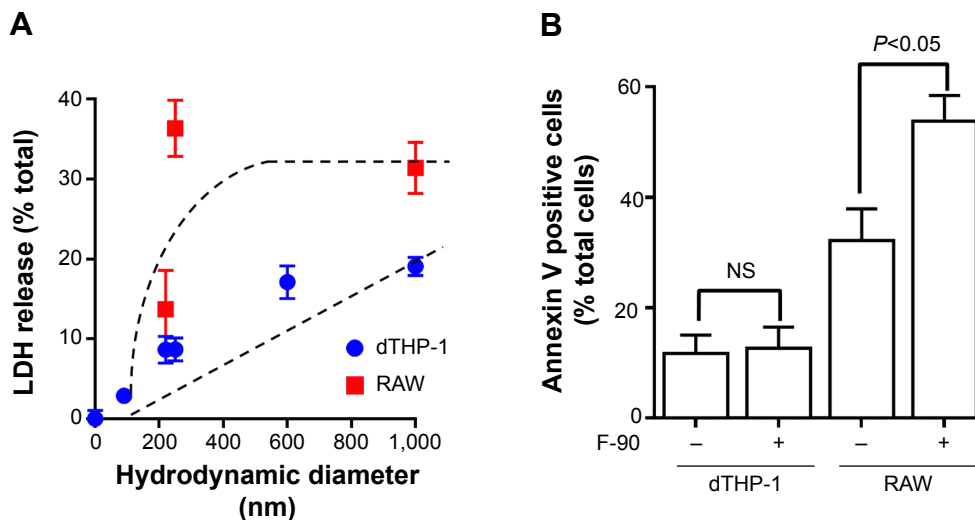 A
LDH release (% total)
40
30
20
10
0
0
200
400
600
800
1,000
Hydrodynamic diameter
(nm)
dTHP-1
RAW
B
Annexin V positive cells
(% total cells)
60
40
20
0
NS
P<0.05
F-90
– + – +
dTHP-1
RAW